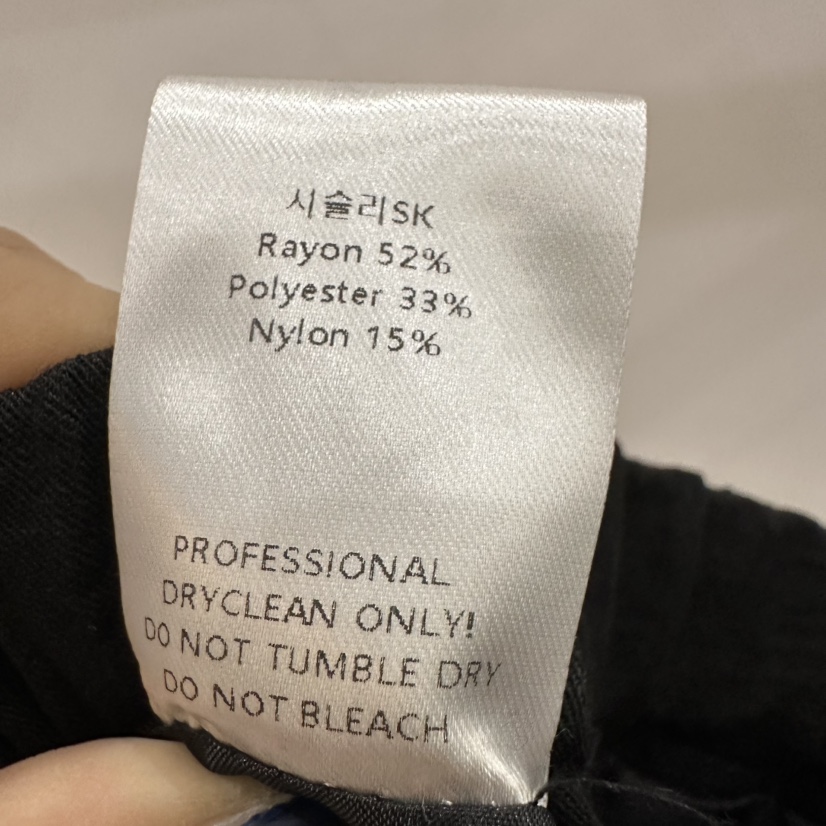 시슬리SK
Rayon 52%
Polyester 33%
Nylon 15%
PROFESSIONAL
DRYCLEAN ONLY!
DO NOT TUMBLE DRY
DO NOT BLEACH